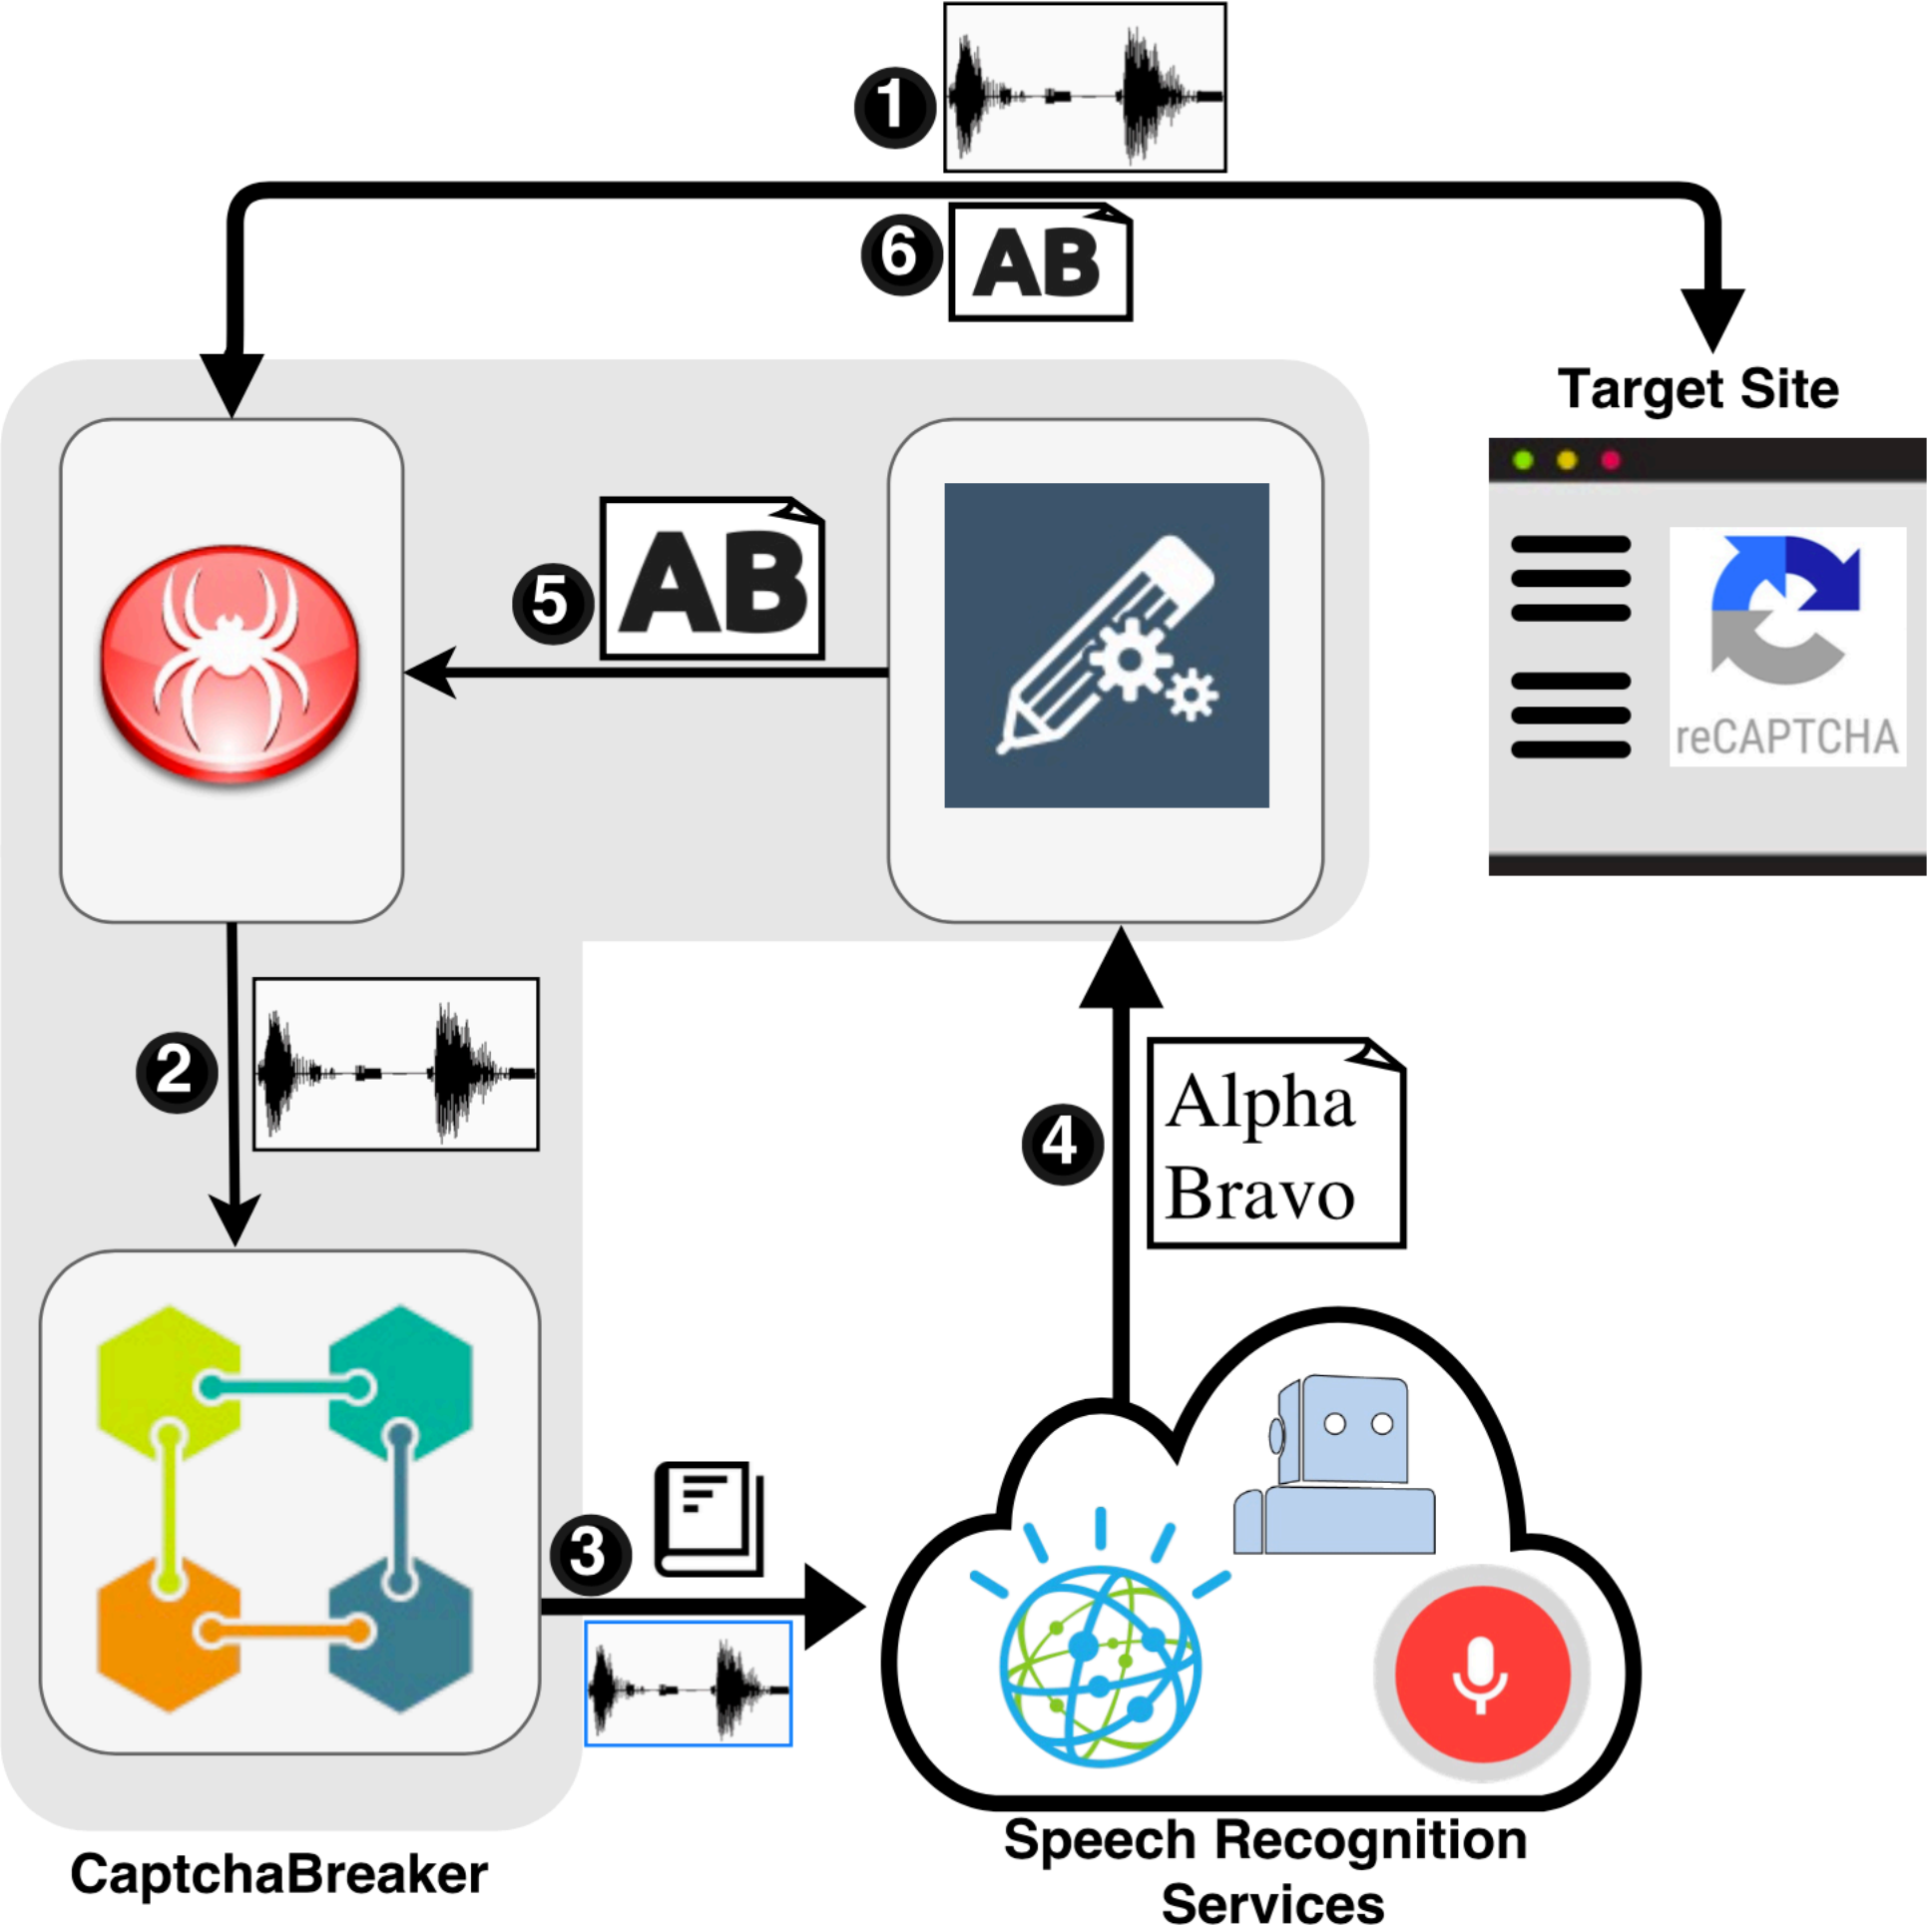 1
6
AB
Target Site
5
AB
reCAPTCHA
2
4
Alpha
Bravo
3
Speech Recognition
Services
CaptchaBreaker